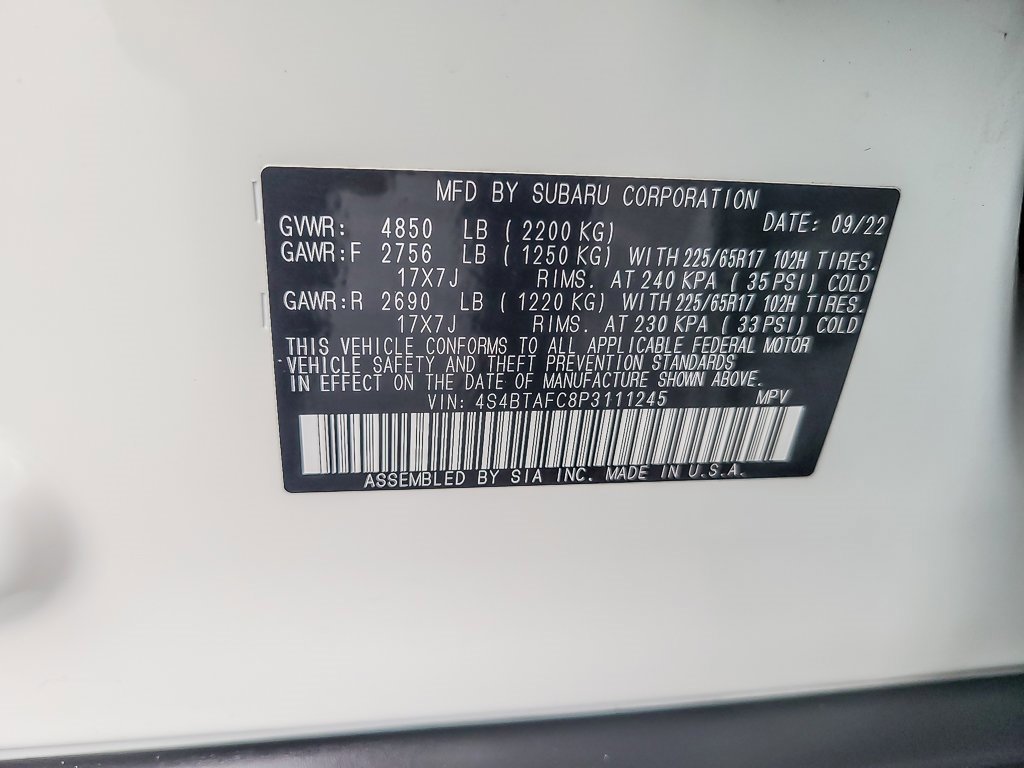 MFD BY SUBARU CORPORATION
DATE: 09/22
GVWR: 4850 LB ( 2200 KG)
GAWR:F 2756 LB ( 1250 KG) WITH 225/65R17 102H TIRES.
17X7J RIMS. AT 240 KPA ( 35 PSI) COLD
GAWR:R 2690 LB ( 1220 KG) WITH 225/65R17 102H TIRES.
17X7J RIMS. AT 230 KPA ( 33 PSI) COLD
THIS VEHICLE CONFORMS TO ALL APPLICABLE FEDERAL MOTOR
VEHICLE SAFETY AND THEFT PREVENTION STANDARDS
IN EFFECT ON THE DATE OF MANUFACTURE SHOWN ABOVE.
VIN: 4S4BTAFC8P3111245 MPV
ASSEMBLED BY SIA INC. MADE IN U.S.A.